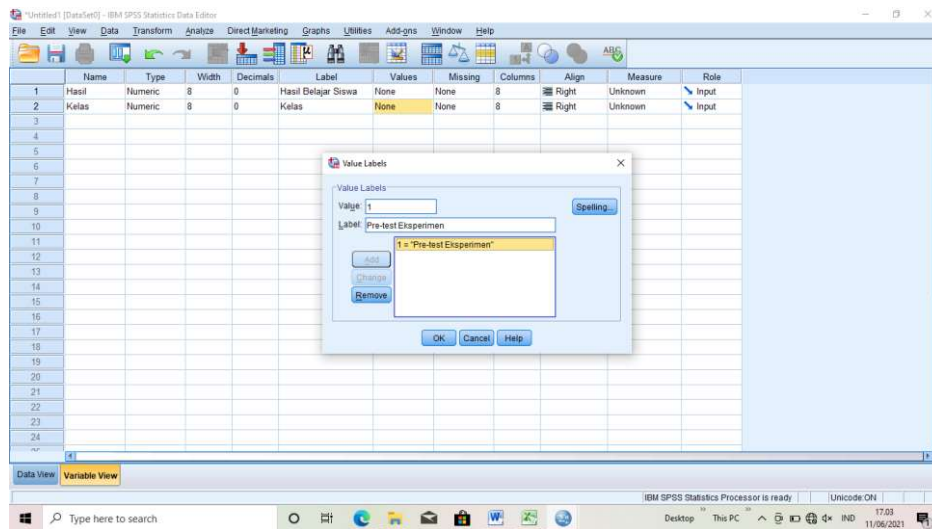 *Untitled1 [DataSet0] - IBM SPSS Statistics Data Editor
File Edit View Data Transform Analyze Direct Marketing Graphs Utilities Add-ons Window Help
Name Type Width Decimals Label Values Missing Columns Align Measure Role
1 Hasil Numeric 8 0 Hasil Belajar Siswa None None 8 Right Unknown Input
2 Kelas Numeric 8 0 Kelas None None 8 Right Unknown Input
3
4
5
6
7
8
9
10
11
12
13
14
15
16
17
18
19
20
21
22
23
24
Value Labels
Value Labels
Value: 1
Spelling...
Label: Pre-test Eksperimen
1 = "Pre-test Eksperimen"
Add
Change
Remove
OK Cancel Help
Data View Variable View
IBM SPSS Statistics Processor is ready Unicode:ON
Type here to search
Desktop This PC IND 17.03
11/06/2021